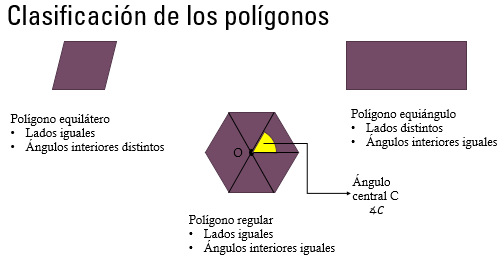 Clasificación de los polígonos
Polígono equilátero
• Lados iguales
• Ángulos interiores distintos
Polígono equiángulo
• Lados distintos
• Ángulos interiores iguales
O
Ángulo
central C
∡C
Polígono regular
• Lados iguales
• Ángulos interiores iguales